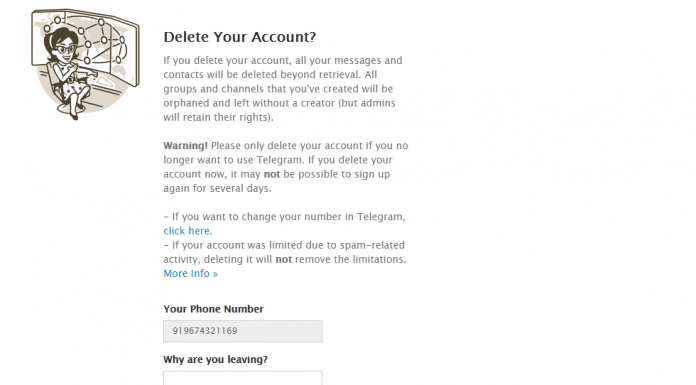 Delete Your Account?
If you delete your account, all your messages and
contacts will be deleted beyond retrieval. All
groups and channels that you've created will be
orphaned and left without a creator (but admins
will retain their rights).
Warning! Please only delete your account if you no
longer want to use Telegram. If you delete your
account now, it may not be possible to sign up
again for several days.
- If you want to change your number in Telegram,
click here.
- If your account was limited due to spam-related
activity, deleting it will not remove the limitations.
More Info »
Your Phone Number
919674321169
Why are you leaving?